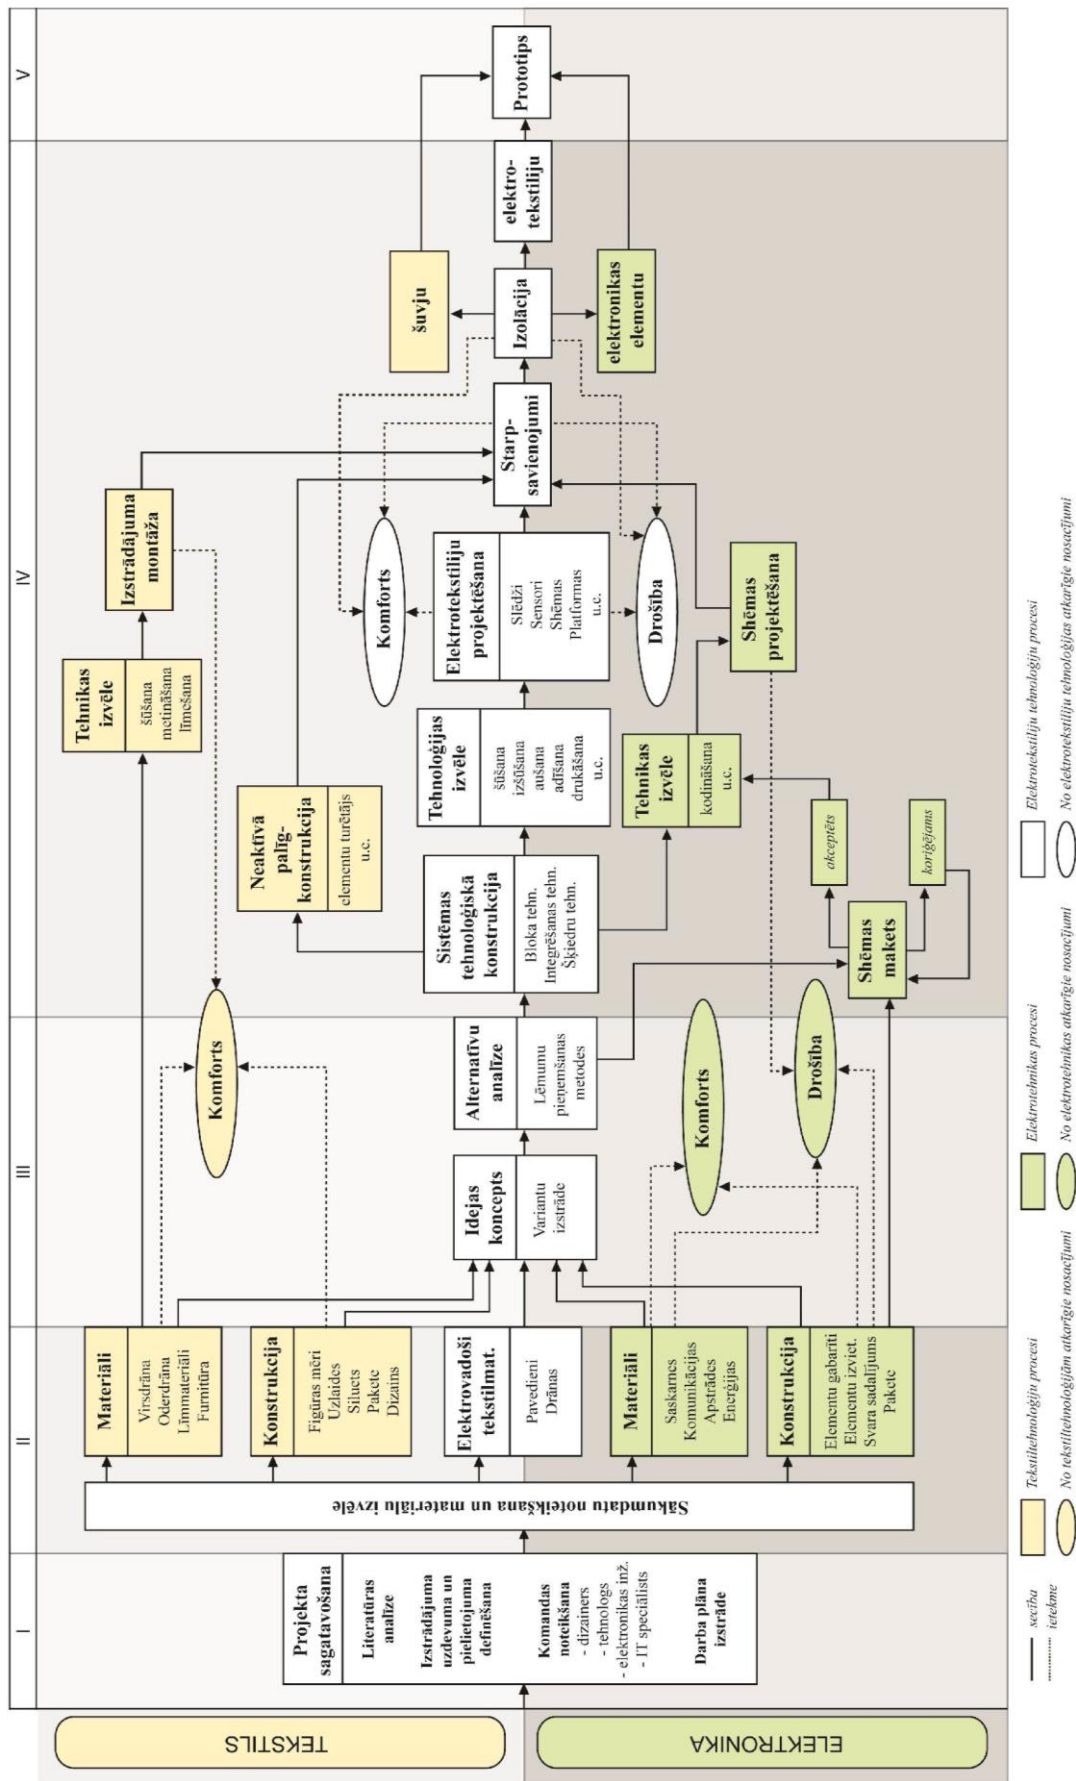 I
II
III
IV
V
TEKSTILS
ELEKTRONIKA
Projekta
sagatavošana
Literatūras
analīze
Izstrādājuma
uzdevuma un
pielietojuma
definēšana
Komandas
noteikšana
- dizainers
- tehnologs
- elektronikas inž.
- IT speciālists
Darba plāna
izstrāde
Sākumdatu noteikšana un materiālu izvēle
Materiāli
Virsdrāna
Oderdrāna
Līmmateriāli
Furnitūra
Konstrukcija
Figūras mēri
Uzlaides
Siluets
Pakete
Dizains
Elektrovadoši
tekstilmat.
Pavedieni
Drānas
Materiāli
Saskarnes
Komunikācijas
Apstrādes
Enerģijas
Konstrukcija
Elementu gabarīti
Elementu izviet.
Svara sadalījums
Pakete
Komforts
Idejas
koncepts
Variantu
izstrāde
Alternatīvu
analīze
Lēmumu
pieņemšanas
metodes
Komforts
Drošība
Tehnikas
izvēle
šūšana
metināšana
līmēšana
Izstrādājuma
montāža
Neaktīvā
palīg-
konstrukcija
elementu turētājs
u.c.
Sistēmas
tehnoloģiskā
konstrukcija
Bloka tehn.
Integrēšanas tehn.
Šķiedru tehn.
Tehnoloģijas
izvēle
šūšana
izšūšana
aušana
adīšana
drukāšana
u.c.
Komforts
Elektrotekstiliju
projektēšana
Slēdži
Sensori
Shēmas
Platformas
u.c.
Drošība
Shēmas
makets
akceptēts
koriģējams
Tehnikas
izvēle
kodināšana
u.c.
Shēmas
projektēšana
Starp-
savienojumi
Izolācija
šuvju
elektro-
tekstiliju
elektronikas
elementu
Prototips
secība
ietekme
Tekstiltehnoloģiju procesi
No tekstiltehnoloģijām atkarīgie nosacījumi
Elektrotehnikas procesi
No elektrotehnikas atkarīgie nosacījumi
Elektrotekstiliju tehnoloģiju procesi
No elektrotekstiliju tehnoloģijas atkarīgie nosacījumi